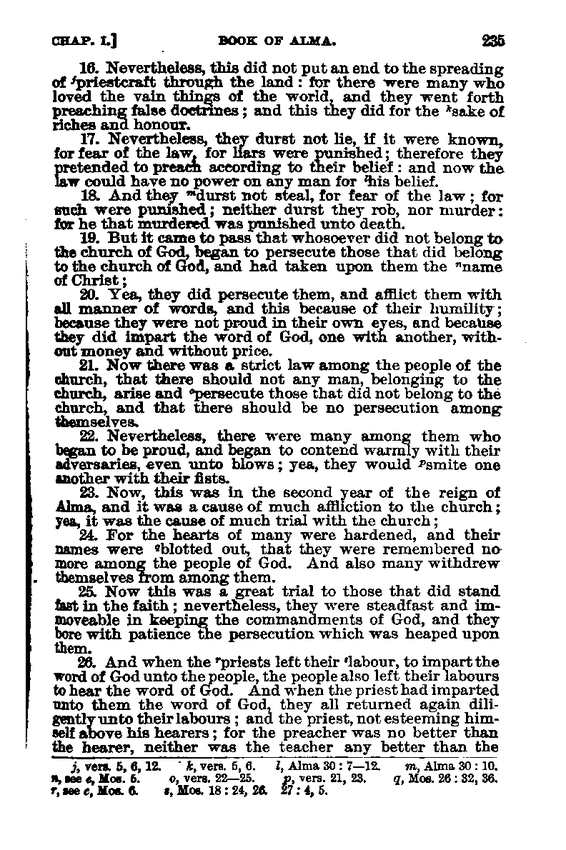 CHAP. I.] BOOK OF ALMA. 235
16. Nevertheless, this did not put an end to the spreading
of jpriestcraft through the land : for there were many who
loved the vain things of the world, and they went forth
preaching false doctrines ; and this they did for the ksake of
riches and honour.
17. Nevertheless, they durst not lie, if it were known,
for fear of the law, for liars were punished ; therefore they
pretended to preach according to their belief : and now the
law could have no power on any man for lhis belief.
18. And they mdurst not steal, for fear of the law ; for
such were punished ; neither durst they rob, nor murder :
for he that murdered was punished unto death.
19. But it came to pass that whosoever did not belong to
the church of God, began to persecute those that did belong
to the church of God, and had taken upon them the nname
of Christ ;
20. Yea, they did persecute them, and afflict them with
all manner of words, and this because of their humility ;
because they were not proud in their own eyes, and because
they did impart the word of God, one with another, with-
out money and without price.
21. Now there was a strict law among the people of the
church, that there should not any man, belonging to the
church, arise and opersecute those that did not belong to the
church, and that there should be no persecution among
themselves.
22. Nevertheless, there were many among them who
began to be proud, and began to contend warmly with their
adversaries, even unto blows ; yea, they would psmite one
another with their fists.
23. Now, this was in the second year of the reign of
Alma, and it was a cause of much affliction to the church ;
yea, it was the cause of much trial with the church ;
24. For the hearts of many were hardened, and their
names were qblotted out, that they were remembered no
more among the people of God. And also many withdrew
themselves from among them.
25. Now this was a great trial to those that did stand
fast in the faith ; nevertheless, they were steadfast and im-
moveable in keeping the commandments of God, and they
bore with patience the persecution which was heaped upon
them.
26. And when the rpriests left their slabour, to impart the
word of God unto the people, the people also left their labours
to hear the word of God. And when the priest had imparted
unto them the word of God, they all returned again dili-
gently unto their labours ; and the priest, not esteeming him-
self above his hearers ; for the preacher was no better than
the hearer, neither was the teacher any better than the
j, vers. 5, 6, 12. k, vers. 5, 6. l, Alma 30 : 7—12. m, Alma 30 : 10.
n, see e, Mos. 5. o, vers. 22—25. p, vers. 21, 23. q, Mos. 26 : 32, 36.
r, see c, Mos. 6. s, Mos. 18 : 24, 26. 27 : 4, 5.